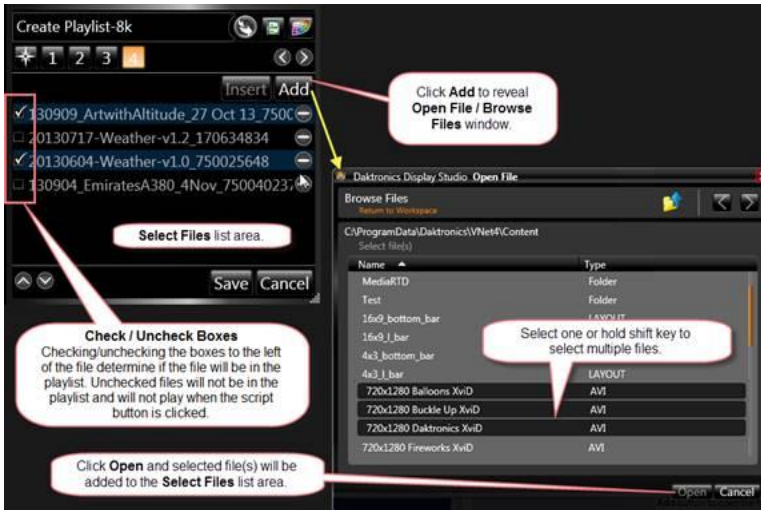 Create Playlist-8k
1 2 3 4
Insert Add
130909_ArtwithAltitude_27 Oct 13_750C
20130717-Weather-v1.2_170634834
20130604-Weather-v1.0_750025648
130904_EmiratesA380_4Nov_75004023
Select Files list area.
Save Cancel
Click Add to reveal
Open File / Browse
Files window.
Check / Uncheck Boxes
Checking/unchecking the boxes to the left
of the file determine if the file will be in the
playlist. Unchecked files will not be in the
playlist and will not play when the script
button is clicked.
Daktronics Display Studio Open File
Browse Files
Return to Workspace
C:\ProgramData\Daktronics\VNet4\Content
Select file(s)
Name Type
MediaRTD Folder
Test Folder
16x9_bottom_bar LAYOUT
16x9_l_bar
4x3_bottom_bar
4x3_l_bar LAYOUT
Select one or hold shift key to
select multiple files.
720x1280 Balloons XviD AVI
720x1280 Buckle Up XviD AVI
720x1280 Daktronics XviD AVI
720x1280 Fireworks XviD AVI
Click Open and selected file(s) will be
added to the Select Files list area.
Open Cancel